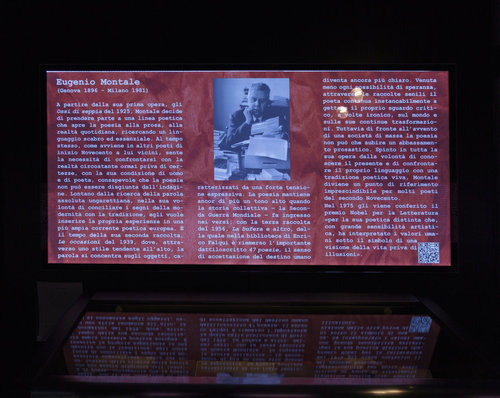 Eugenio Montale
(Genova 1896 – Milano 1981)
A partire dalla sua prima opera, gli
Ossi di seppia del 1925, Montale decide
di prendere parte a una linea poetica
che apre la poesia alla prosa, alla
realtà quotidiana, ricercando un lin-
guaggio scabro ed essenziale. Al tempo
stesso, come avviene in altri poeti di
inizio Novecento a lui vicini, sente
la necessità di confrontarsi con la
realtà circostante ormai priva di cer-
tezze, con la sua condizione di uomo
e di poeta, consapevole che la poesia
non può essere disgiunta dall'indagi-
ne. Lontano dalla ricerca della parola
assoluta ungarettiana, nella sua vo-
lontà di conciliare i segni della mo-
dernità con la tradizione, egli vuole
inserire la propria esperienza in una
più ampia corrente poetica europea. È
il tempo della sua seconda raccolta,
Le occasioni del 1939, dove, attra-
verso uno stile tendente all'alto, la
parola si concentra sugli oggetti, ca-
ratterizzati da una forte tensio-
ne espressiva. La poesia mantiene
ancor di più un tono alto quando
la storia collettiva – la Secon-
da Guerra Mondiale – fa ingresso
nei versi con la terza raccolta
del 1956, La bufera e altro, del-
la quale nella biblioteca di Enri-
co Falqui è riemerso l'importante
dattiloscritto 47 poesie, il senso
di accettazione del destino umano
diventa ancora più chiaro. Venuta
meno ogni possibilità di speranza,
attraverso le raccolte senili il
poeta continua instancabilmente a
gettare il proprio sguardo criti-
co, a volte ironico, sul mondo e
sulle sue continue trasformazio-
ni. Tuttavia di fronte all'avvento
di una società di massa la poesia
non può che subire un abbassamen-
to prosastico. Spinto in tutta la
sua opera dalla volontà di cono-
scere il presente e di confronta-
re il proprio linguaggio con una
tradizione poetica viva, Montale
diviene un punto di riferimento
imprescindibile per molti poeti
del secondo Novecento.
Nel 1975 gli viene conferito il
premio Nobel per la Letteratura
«per la sua poetica distinta che,
con grande sensibilità artisti-
ca, ha interpretato i valori uma-
ni sotto il simbolo di una
visione della vita priva di
illusioni».